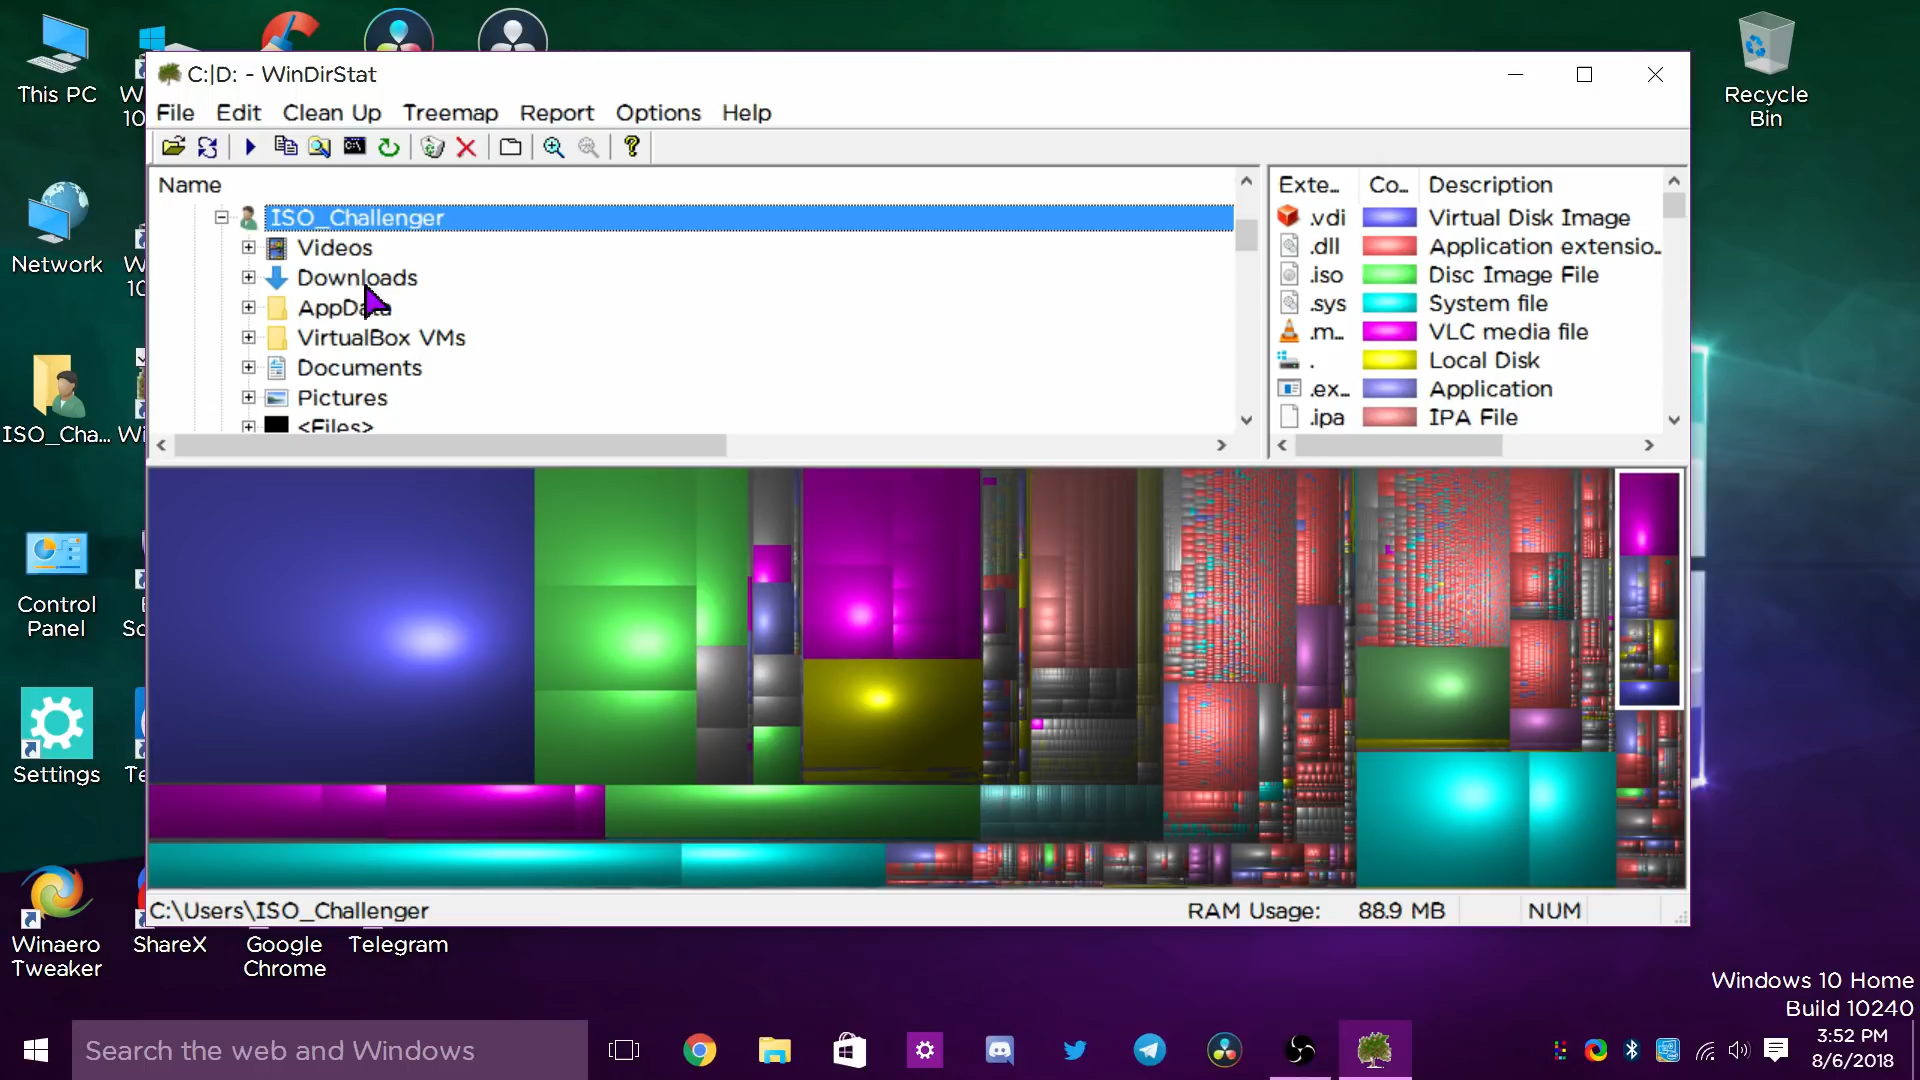 This PC
Recycle
Bin
C:|D: - WinDirStat
File Edit Clean Up Treemap Report Options Help
Name
ISO_Challenger
Videos
Downloads
VirtualBox VMs
Documents
Pictures
<Files>
Exte... Co... Description
.vdi Virtual Disk Image
.dll Application extensio..
.iso Disc Image File
.sys System file
.m... VLC media file
. Local Disk
.ex... Application
.ipa IPA File
C:\Users\ISO_Challenger
RAM Usage: 88.9 MB NUM
Network
ISO_Cha...
Control
Panel
Settings
Winaero
Tweaker
ShareX
Google
Chrome
Telegram
Windows 10 Home
Build 10240
Search the web and Windows
3:52 PM
8/6/2018